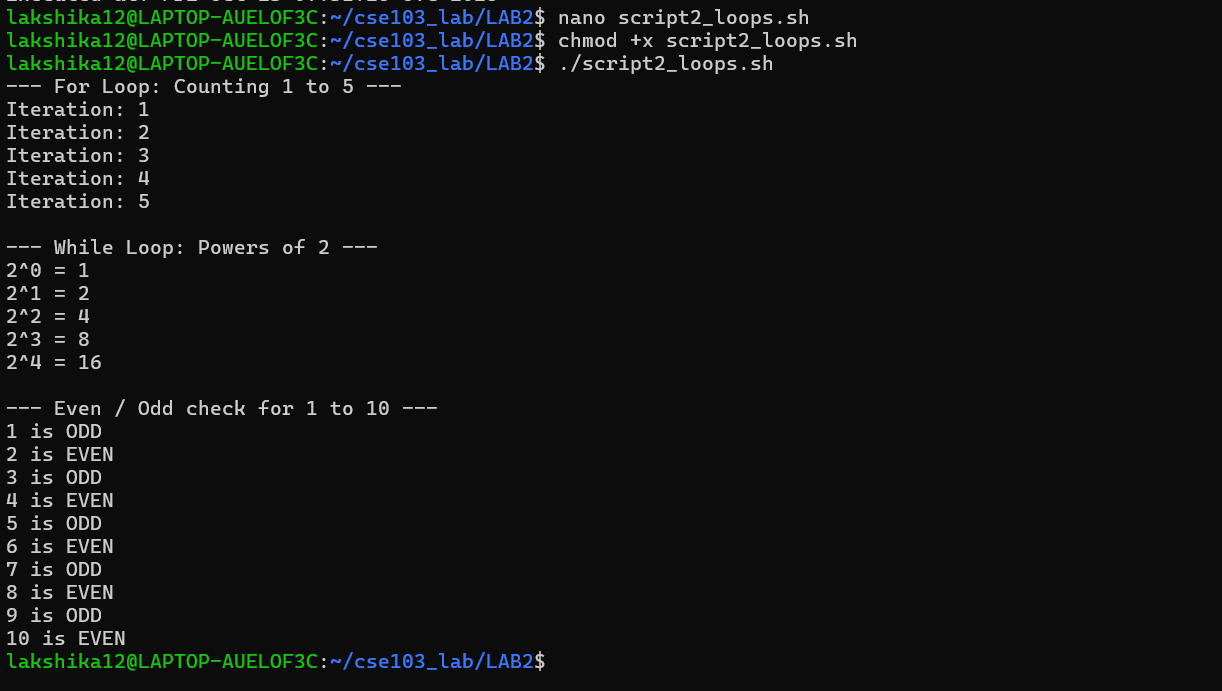 lakshika12@LAPTOP-AUELOF3C:~/cse103_lab/LAB2$ nano script2_loops.sh
lakshika12@LAPTOP-AUELOF3C:~/cse103_lab/LAB2$ chmod +x script2_loops.sh
lakshika12@LAPTOP-AUELOF3C:~/cse103_lab/LAB2$ ./script2_loops.sh
--- For Loop: Counting 1 to 5 ---
Iteration: 1
Iteration: 2
Iteration: 3
Iteration: 4
Iteration: 5
--- While Loop: Powers of 2 ---
2^0 = 1
2^1 = 2
2^2 = 4
2^3 = 8
2^4 = 16
--- Even / Odd check for 1 to 10 ---
1 is ODD
2 is EVEN
3 is ODD
4 is EVEN
5 is ODD
6 is EVEN
7 is ODD
8 is EVEN
9 is ODD
10 is EVEN
lakshika12@LAPTOP-AUELOF3C:~/cse103_lab/LAB2$